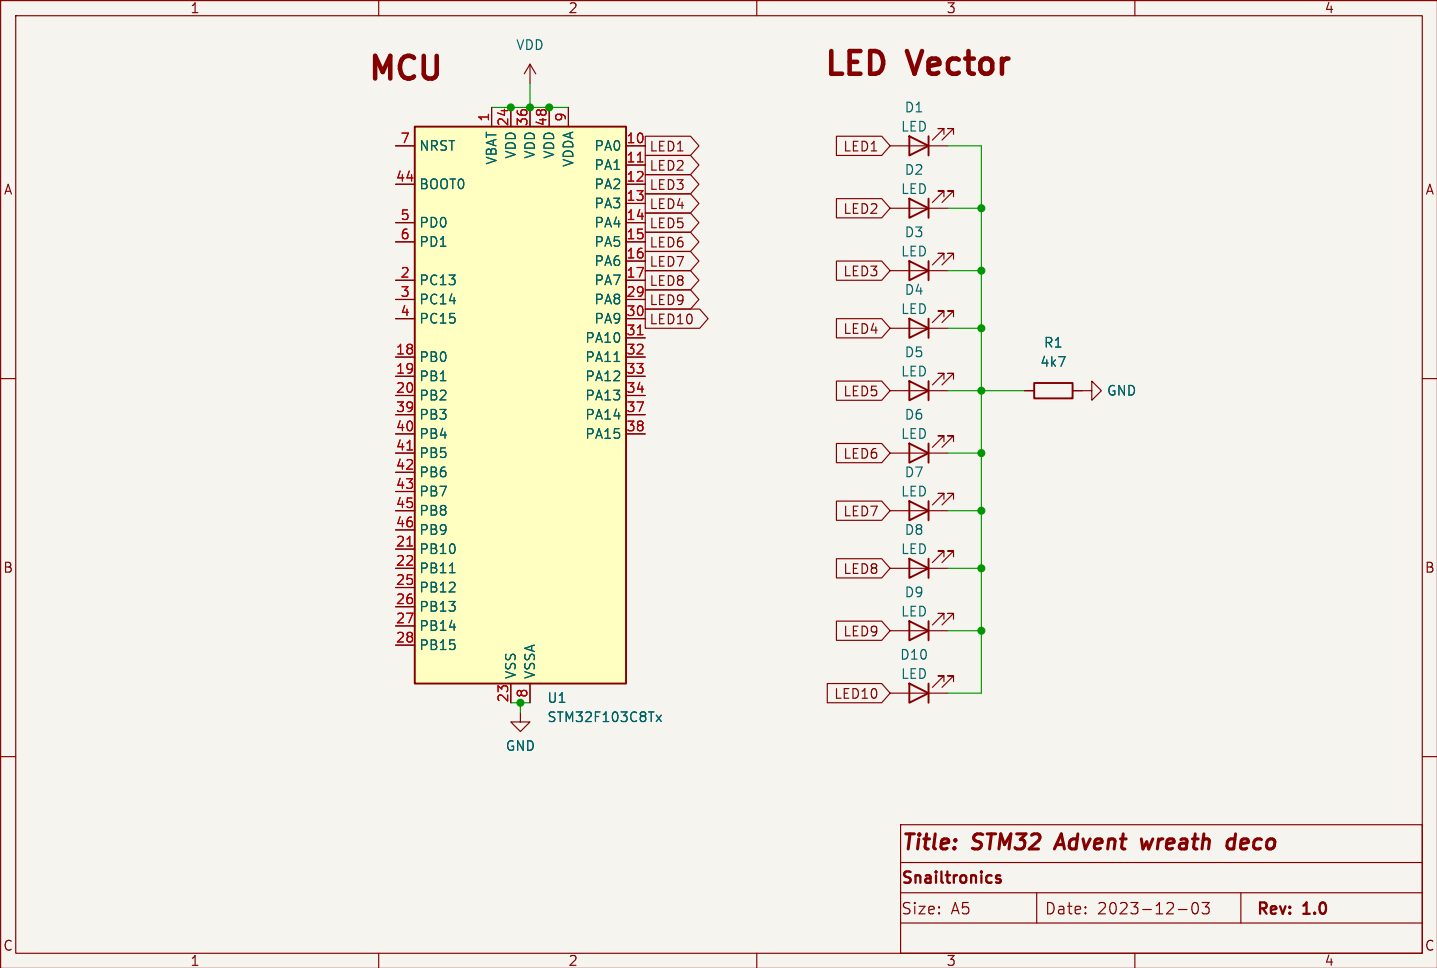 1 2 3 4
A
B
C
A
B
C
1 2 3 4
MCU
VDD
1 24 36 48 9
VBAT VDD VDD VDD VDDA
7 NRST
44 BOOT0
5 PD0
6 PD1
2 PC13
3 PC14
4 PC15
18 PB0
19 PB1
20 PB2
39 PB3
40 PB4
41 PB5
42 PB6
43 PB7
45 PB8
46 PB9
21 PB10
22 PB11
25 PB12
26 PB13
27 PB14
28 PB15
PA0 10 LED1
PA1 11 LED2
PA2 12 LED3
PA3 13 LED4
PA4 14 LED5
PA5 15 LED6
PA6 16 LED7
PA7 17 LED8
PA8 29 LED9
PA9 30 LED10
PA10 31
PA11 32
PA12 33
PA13 34
PA14 37
PA15 38
VSS VSSA
23 8
U1
STM32F103C8Tx
GND
LED Vector
D1
LED
LED1
D2
LED
LED2
D3
LED
LED3
D4
LED
LED4
D5
LED
LED5
D6
LED
LED6
D7
LED
LED7
D8
LED
LED8
D9
LED
LED9
D10
LED
LED10
R1
4k7
GND
Title: STM32 Advent wreath deco
Snailtronics
Size: A5 Date: 2023-12-03 Rev: 1.0